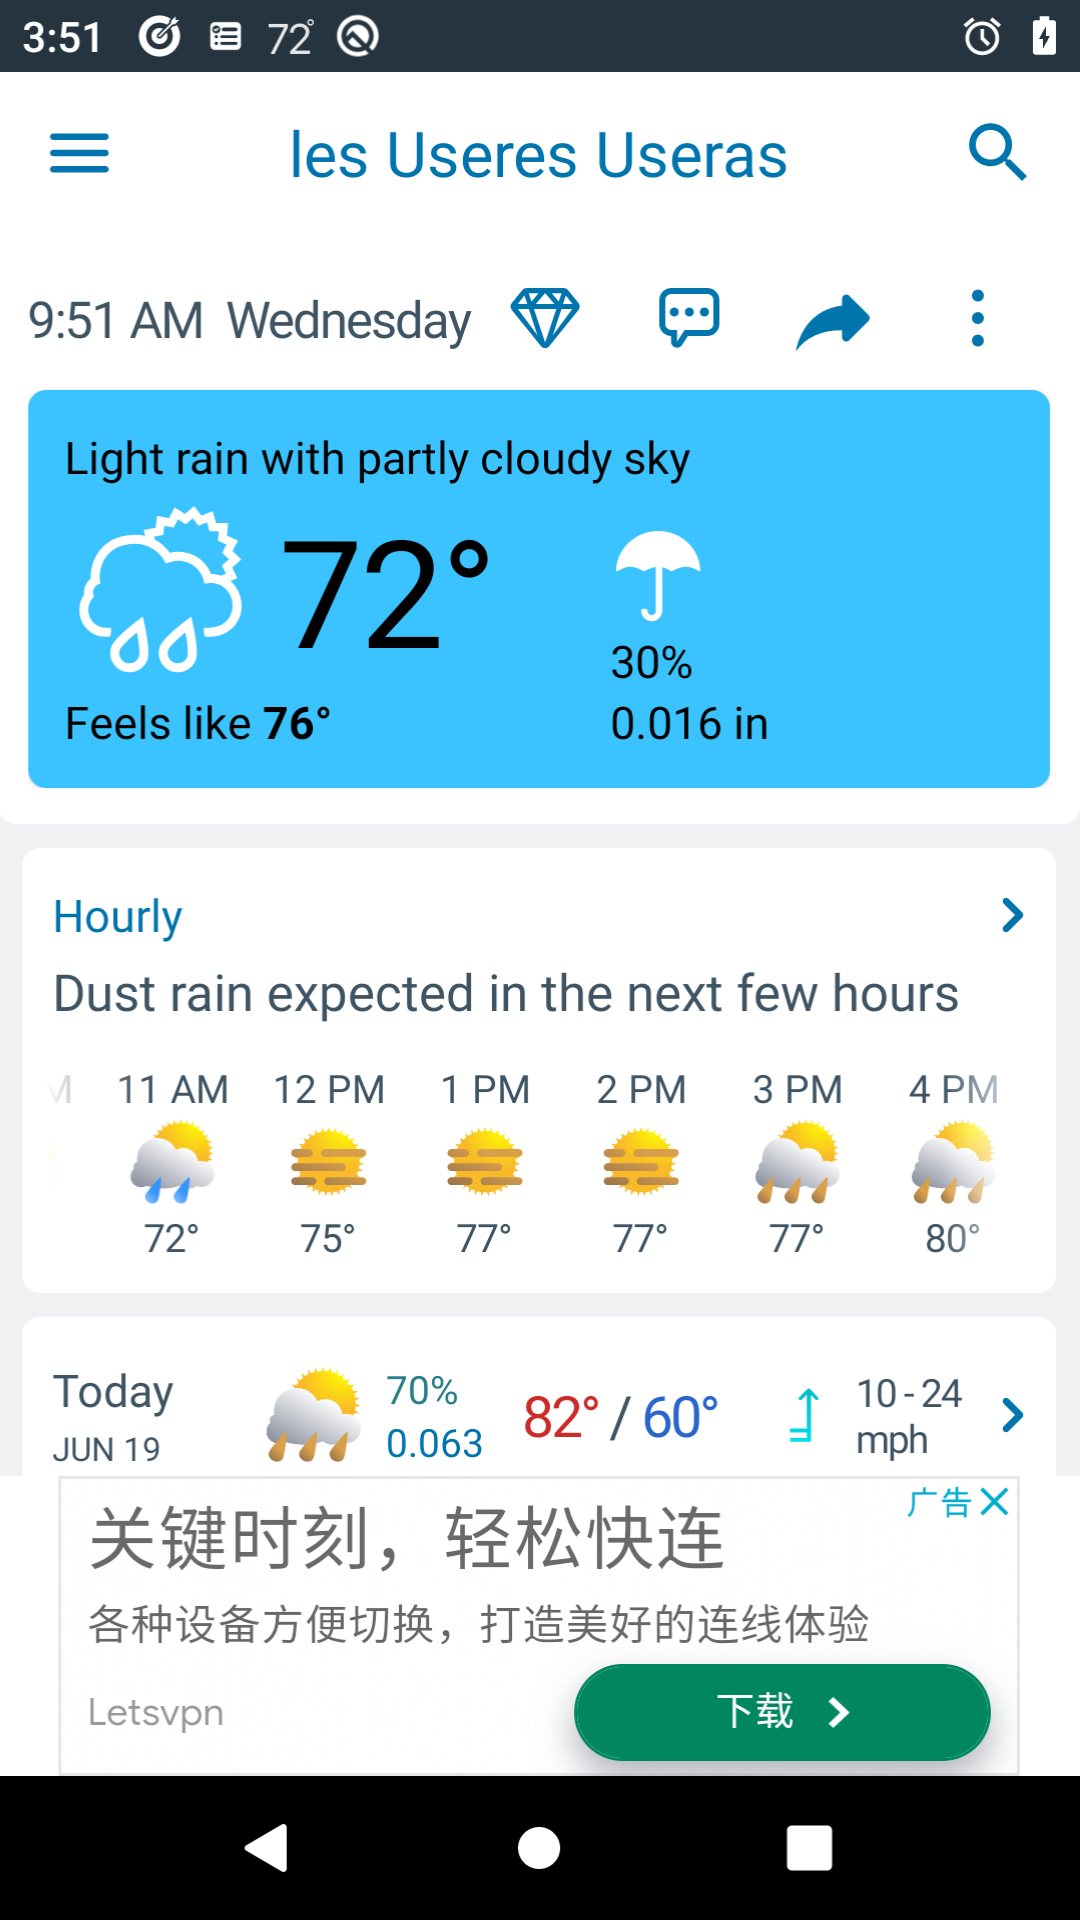 3:51 72°
les Useres Useras
9:51 AM Wednesday
Light rain with partly cloudy sky
72°
30%
Feels like 76°
0.016 in
Hourly
Dust rain expected in the next few hours
M 11 AM 12 PM 1 PM 2 PM 3 PM 4 PM
72° 75° 77° 77° 77° 80°
Today 70% 82° / 60° 10 - 24
JUN 19 0.063 mph
广告
关键时刻，轻松快连
各种设备方便切换，打造美好的连线体验
Letsvpn 下载